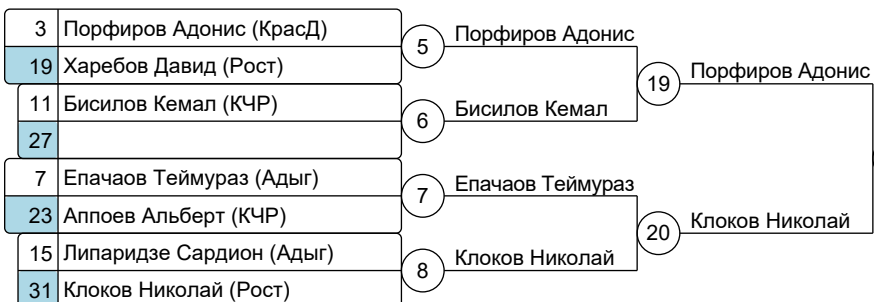 3 Порфиров Адонис (КрасД)
19 Харебов Давид (Рост)
11 Бисилов Кемал (КЧР)
27
7 Епачаов Теймураз (Адыг)
23 Аппоев Альберт (КЧР)
15 Липаридзе Сардион (Адыг)
31 Клоков Николай (Рост)
5 Порфиров Адонис
6 Бисилов Кемал
7 Епачаов Теймураз
8 Клоков Николай
19 Порфиров Адонис
20 Клоков Николай